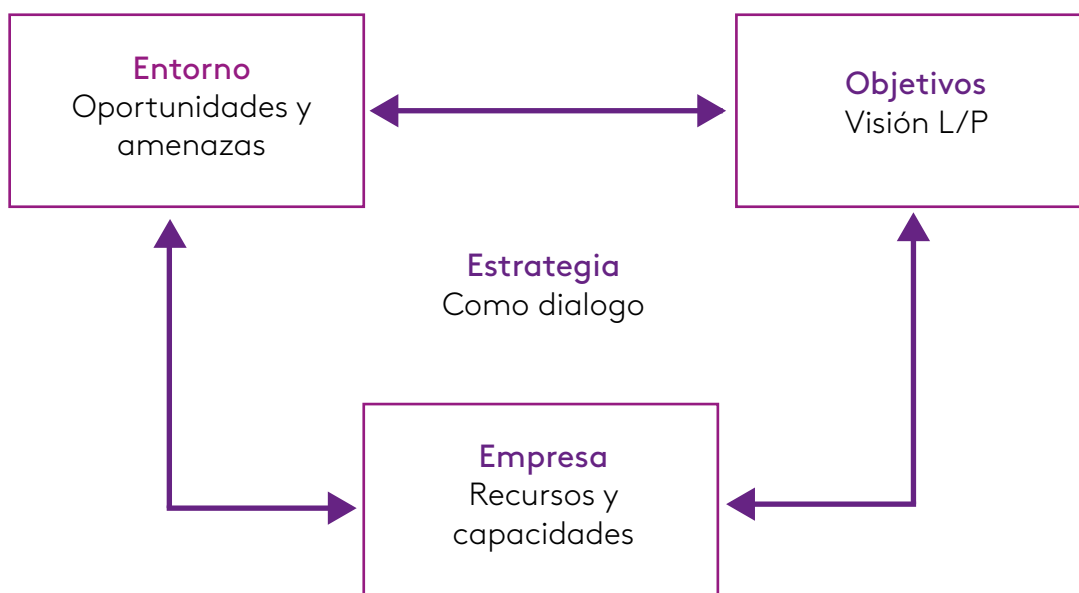 Entorno
Oportunidades y
amenazas
Objetivos
Visión L/P
Estrategia
Como dialogo
Empresa
Recursos y
capacidades